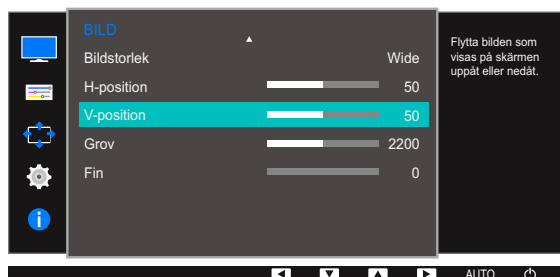 BILD
Bildstorlek Wide
H-position 50
V-position 50
Grov 2200
Fin 0
Flytta bilden som
visas på skärmen
uppåt eller nedåt.
AUTO